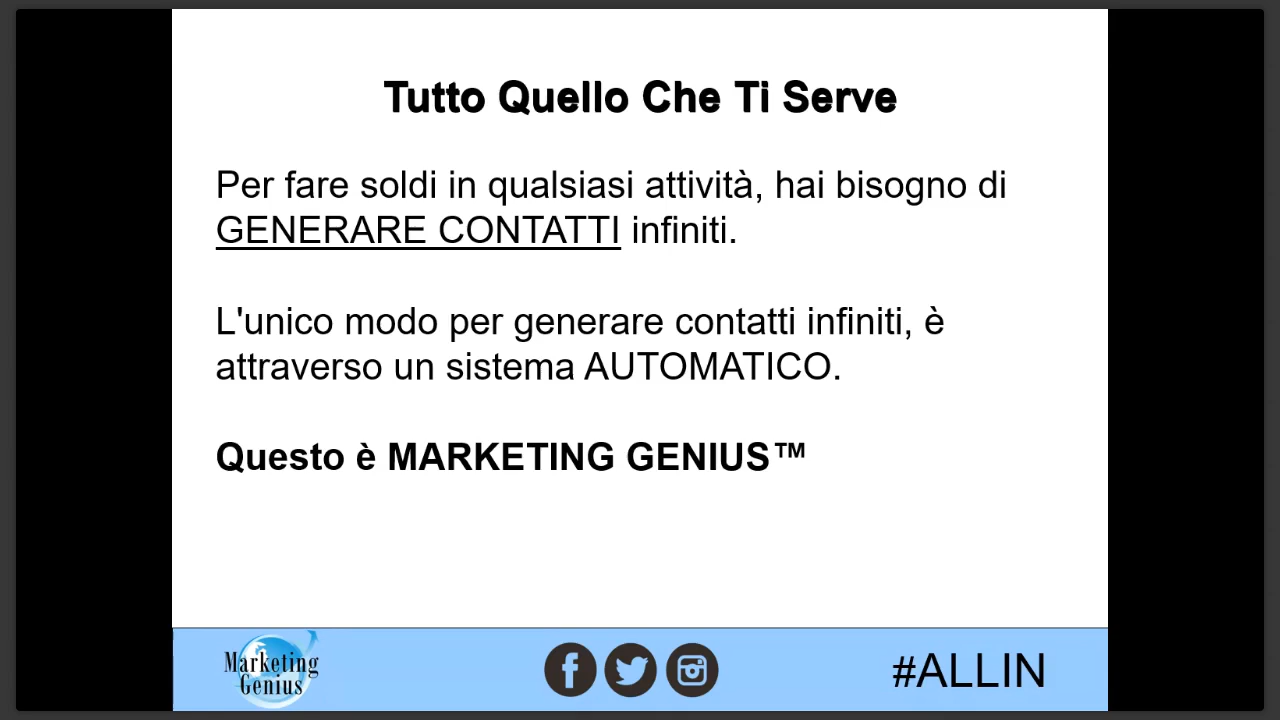 Tutto Quello Che Ti Serve
Per fare soldi in qualsiasi attività, hai bisogno di
GENERARE CONTATTI infiniti.
L'unico modo per generare contatti infiniti, è
attraverso un sistema AUTOMATICO.
Questo è MARKETING GENIUS™
Marketing
Genius
#ALLIN